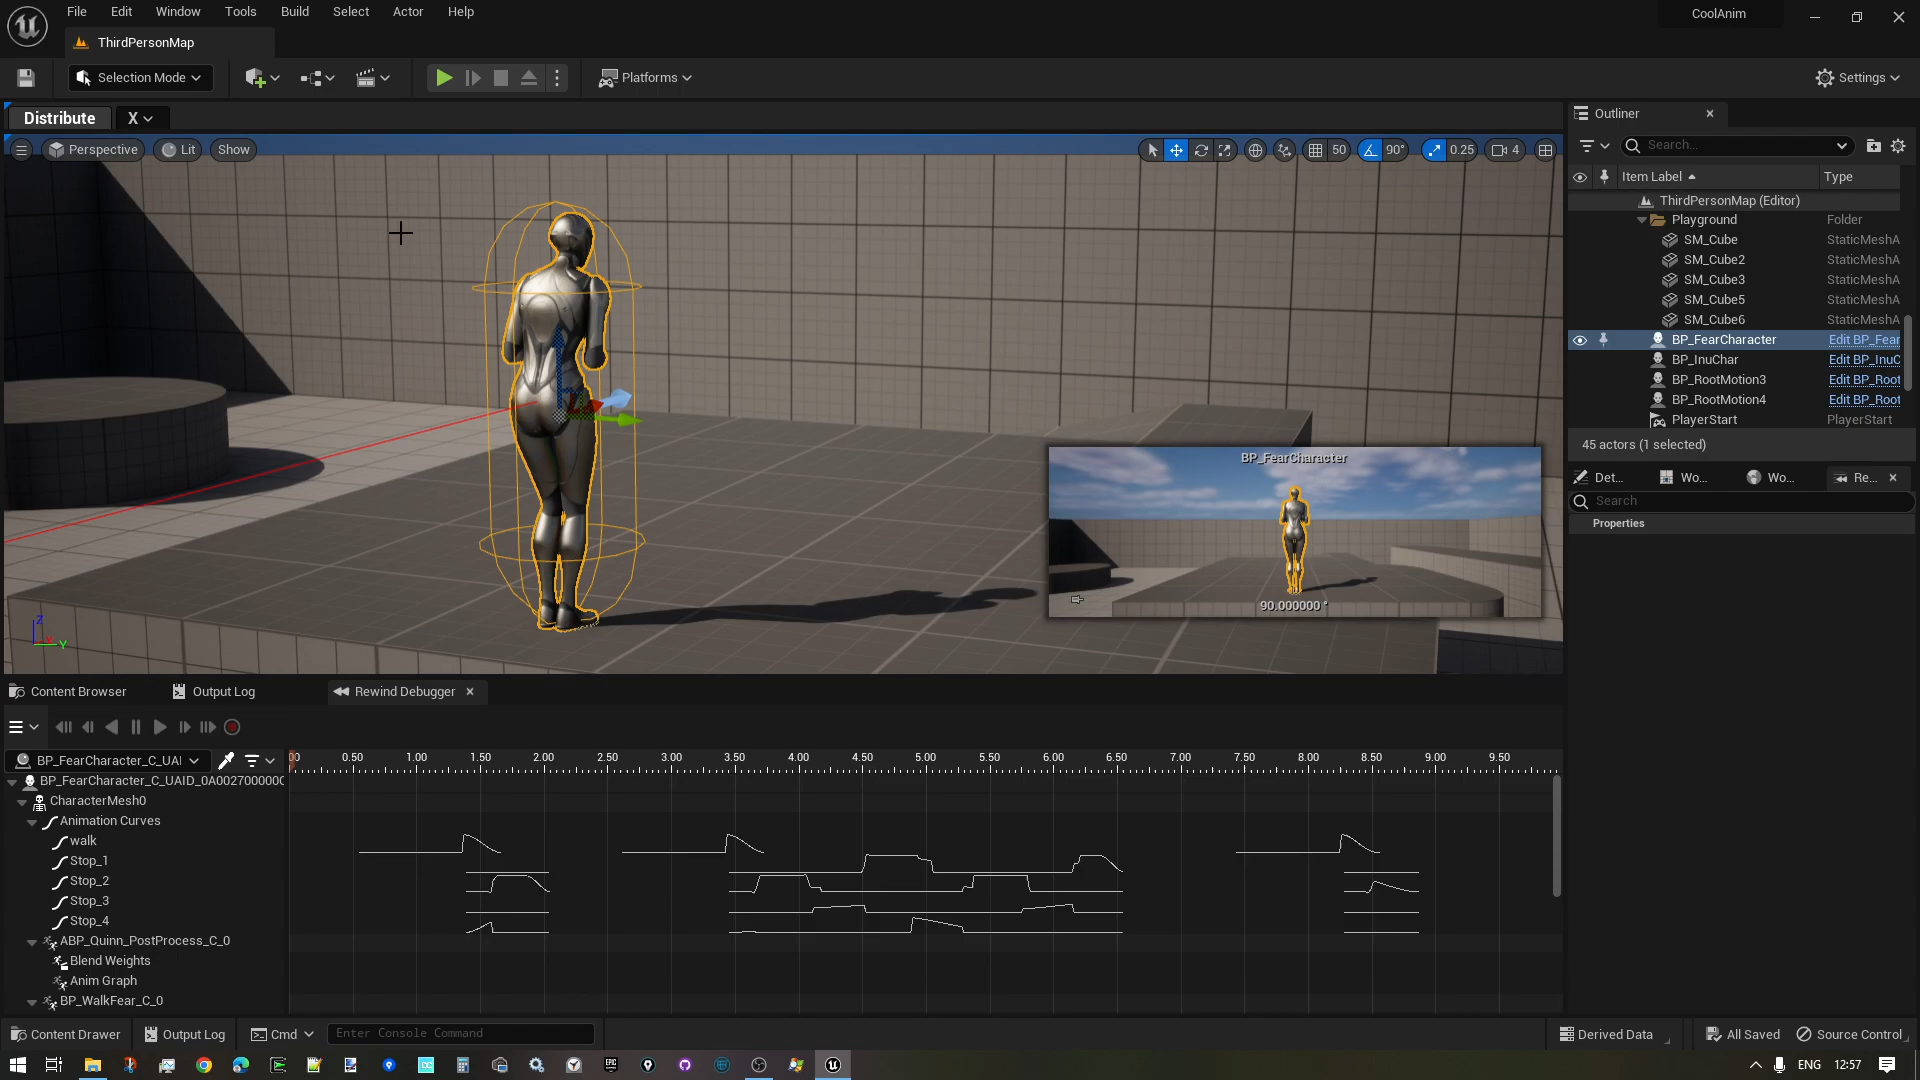 File Edit Window Tools Build Select Actor Help
CoolAnim
ThirdPersonMap
Selection Mode
Platforms
Settings
Distribute
X
Perspective
Lit
Show
50
90°
0.25
4
Outliner
Search...
Item Label
Type
ThirdPersonMap (Editor)
Playground Folder
SM_Cube StaticMeshA
SM_Cube2 StaticMeshA
SM_Cube3 StaticMeshA
SM_Cube5 StaticMeshA
SM_Cube6 StaticMeshA
BP_FearCharacter Edit BP_Fear
BP_InuChar Edit BP_InuC
BP_RootMotion3 Edit BP_Root
BP_RootMotion4 Edit BP_Root
PlayerStart PlayerStart
45 actors (1 selected)
Det...
Wo...
Wo...
Re...
Search
Properties
BP_FearCharacter
90.000000 °
Z
X
Y
Content Browser
Output Log
Rewind Debugger
BP_FearCharacter_C_UAI
00 0.50 1.00 1.50 2.00 2.50 3.00 3.50 4.00 4.50 5.00 5.50 6.00 6.50 7.00 7.50 8.00 8.50 9.00 9.50
BP_FearCharacter_C_UAID_0A002700000C
CharacterMesh0
Animation Curves
walk
Stop_1
Stop_2
Stop_3
Stop_4
ABP_Quinn_PostProcess_C_0
Blend Weights
Anim Graph
BP_WalkFear_C_0
Content Drawer
Output Log
Cmd
Enter Console Command
Derived Data
All Saved
Source Control
ENG
12:57